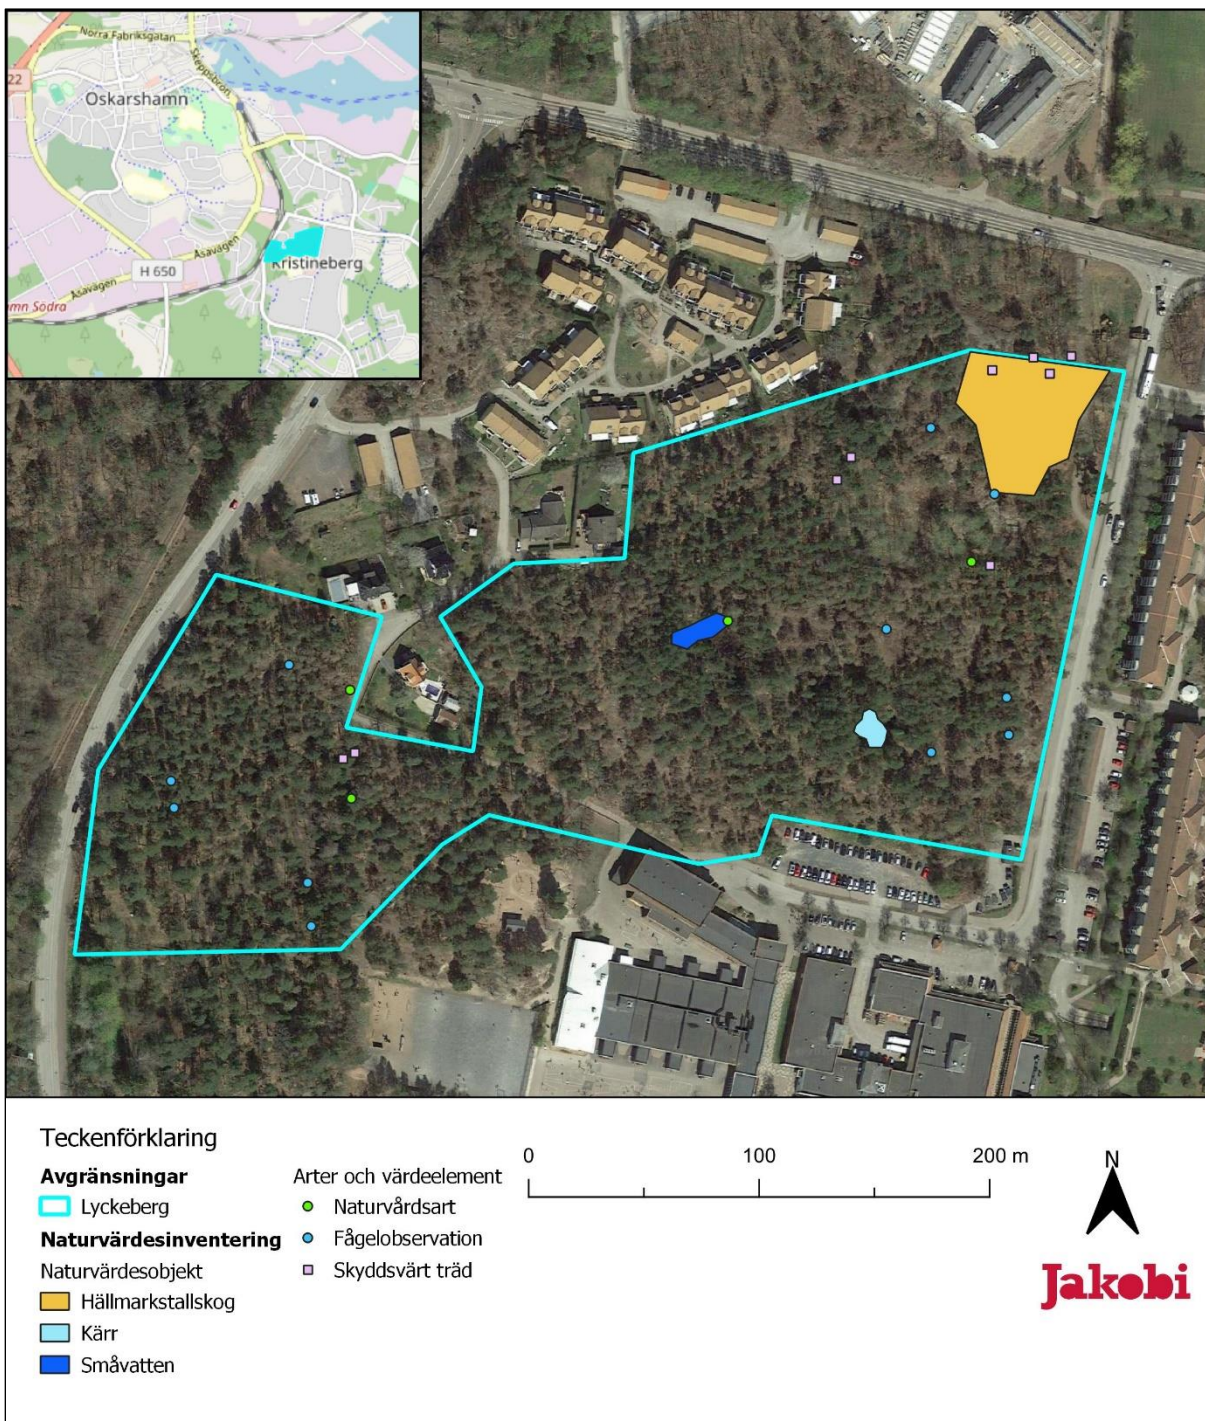 Norra Fabriksgatan
Skeppsbron
22
Oskarshamn
Åsavägen
H 650
Kristineberg
Åsavägen
mn Södra
Teckenförklaring
Avgränsningar
Lyckeberg
Naturvärdesinventering
Naturvärdesobjekt
Hällmarkstallskog
Kärr
Småvatten
Arter och värdeelement
Naturvårdsart
Fågelobservation
Skyddsvärt träd
0 100 200 m
N
Jakobi